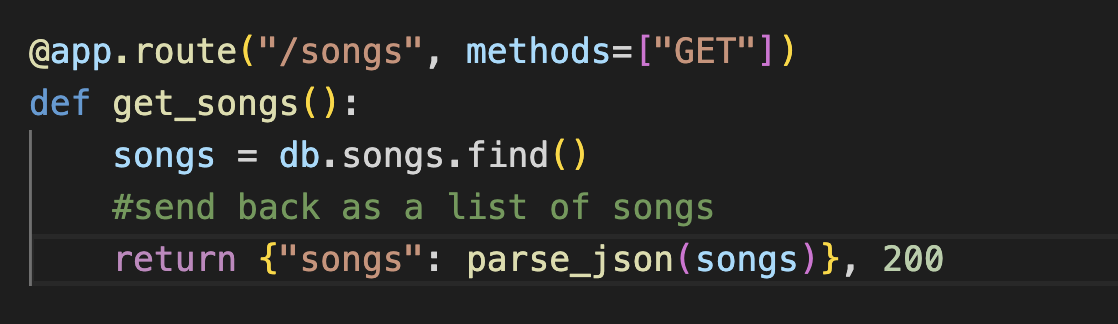 @app.route("/songs", methods=["GET"])
def get_songs():
    songs = db.songs.find()
    #send back as a list of songs
    return {"songs": parse_json(songs)}, 200